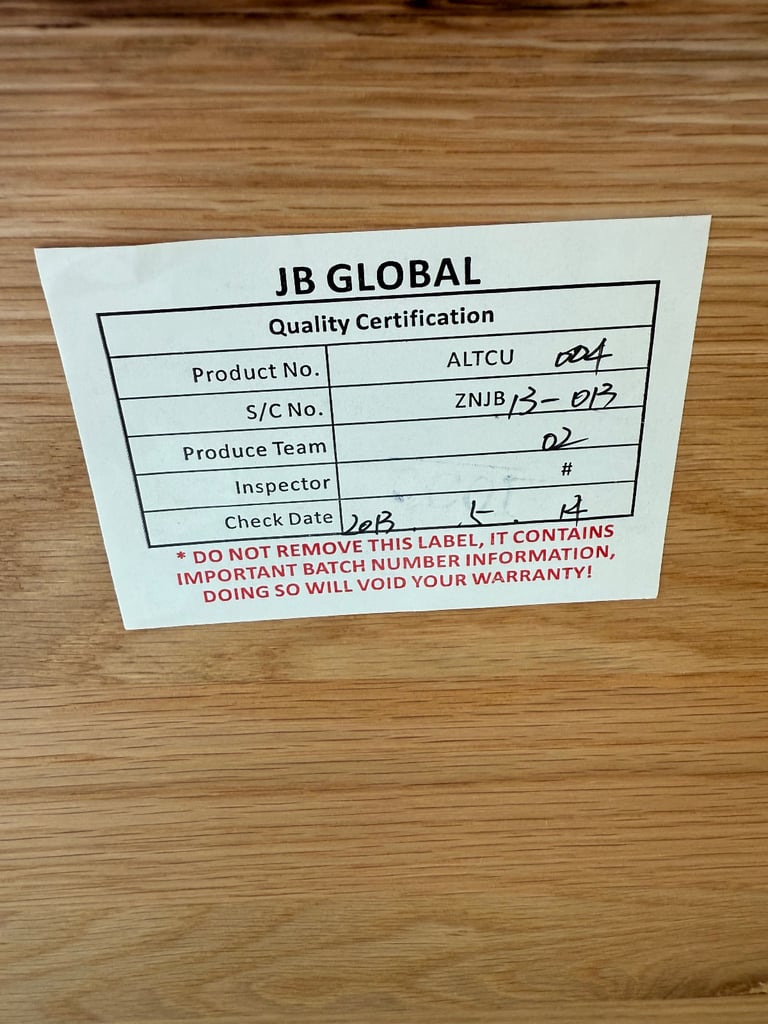 JB GLOBAL
Quality Certification
Product No. ALTCU 004
S/C No. ZNJB 13-013
Produce Team 02
Inspector #
Check Date 2013. 5. 14
* DO NOT REMOVE THIS LABEL, IT CONTAINS
IMPORTANT BATCH NUMBER INFORMATION,
DOING SO WILL VOID YOUR WARRANTY!